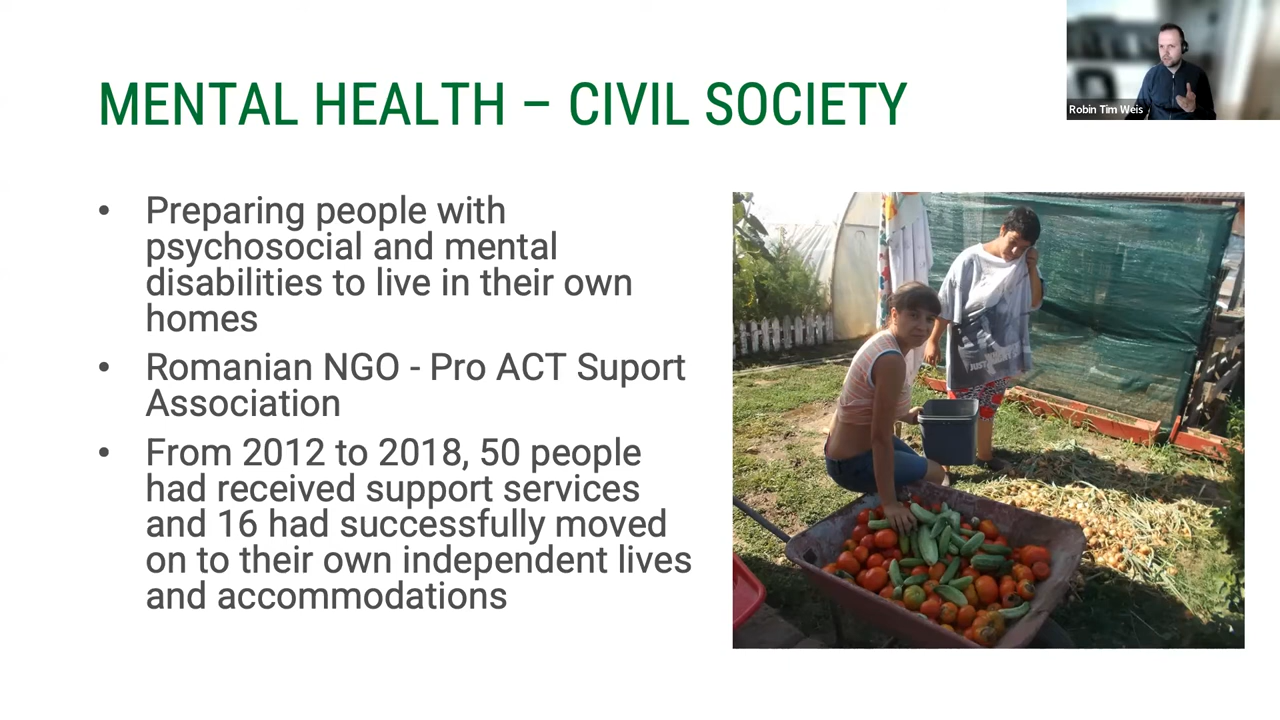 MENTAL HEALTH – CIVIL SOCIETY
Robin Tim Weis
• Preparing people with
psychosocial and mental
disabilities to live in their own
homes
• Romanian NGO - Pro ACT Suport
Association
• From 2012 to 2018, 50 people
had received support services
and 16 had successfully moved
on to their own independent lives
and accommodations
JUST